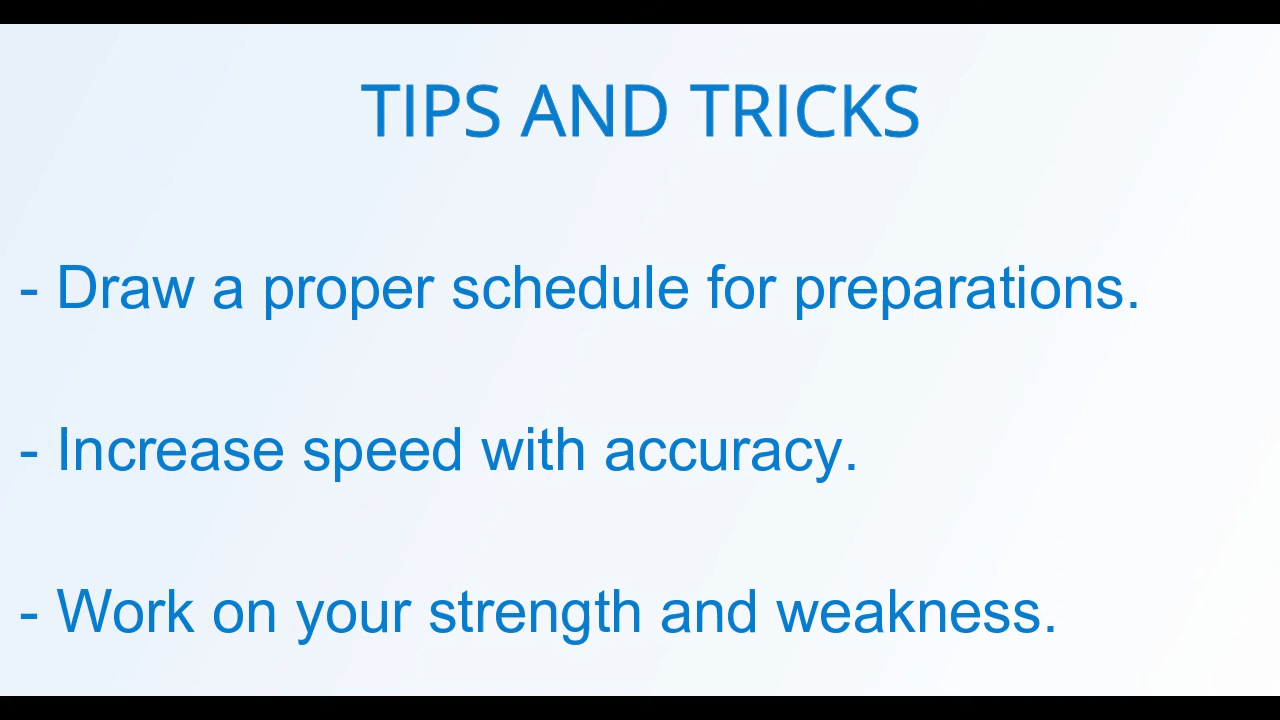 TIPS AND TRICKS
- Draw a proper schedule for preparations.
- Increase speed with accuracy.
- Work on your strength and weakness.